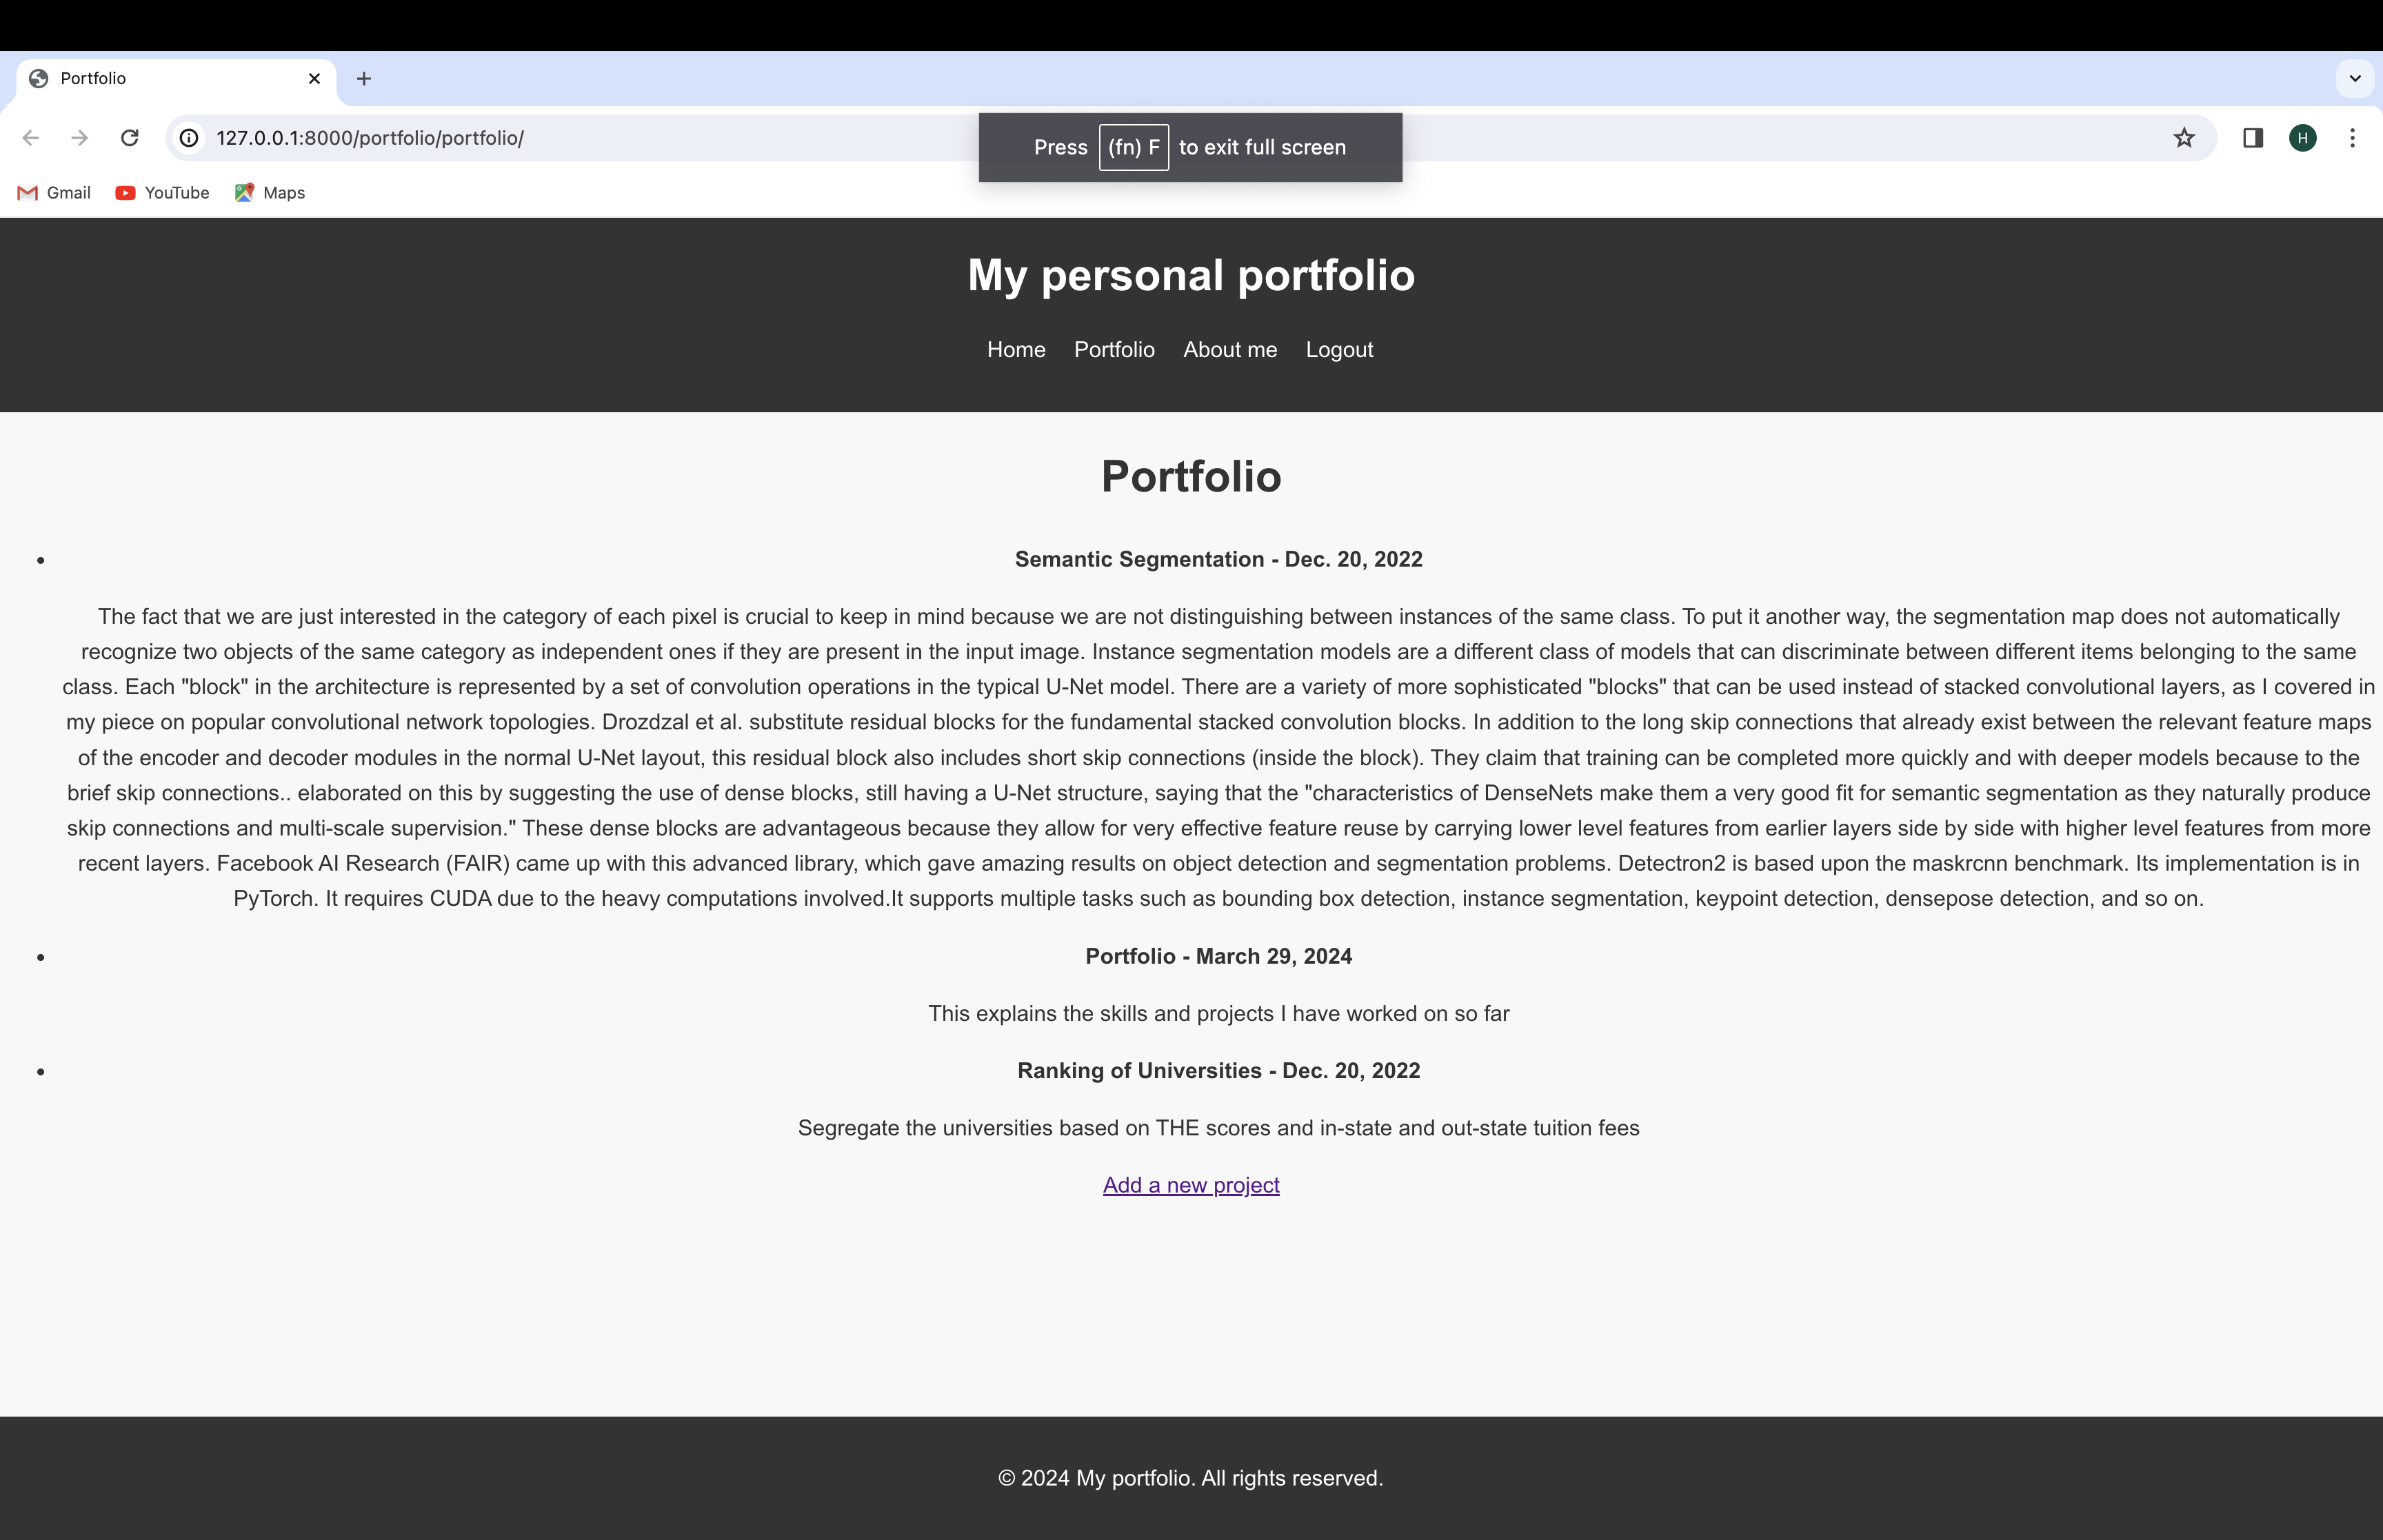 Portfolio
127.0.0.1:8000/portfolio/portfolio/
Press (fn) F to exit full screen
H
Gmail YouTube Maps
My personal portfolio
Home Portfolio About me Logout
Portfolio
• Semantic Segmentation - Dec. 20, 2022
The fact that we are just interested in the category of each pixel is crucial to keep in mind because we are not distinguishing between instances of the same class. To put it another way, the segmentation map does not automatically
recognize two objects of the same category as independent ones if they are present in the input image. Instance segmentation models are a different class of models that can discriminate between different items belonging to the same
class. Each "block" in the architecture is represented by a set of convolution operations in the typical U-Net model. There are a variety of more sophisticated "blocks" that can be used instead of stacked convolutional layers, as I covered in
my piece on popular convolutional network topologies. Drozdzal et al. substitute residual blocks for the fundamental stacked convolution blocks. In addition to the long skip connections that already exist between the relevant feature maps
of the encoder and decoder modules in the normal U-Net layout, this residual block also includes short skip connections (inside the block). They claim that training can be completed more quickly and with deeper models because to the
brief skip connections.. elaborated on this by suggesting the use of dense blocks, still having a U-Net structure, saying that the "characteristics of DenseNets make them a very good fit for semantic segmentation as they naturally produce
skip connections and multi-scale supervision." These dense blocks are advantageous because they allow for very effective feature reuse by carrying lower level features from earlier layers side by side with higher level features from more
recent layers. Facebook AI Research (FAIR) came up with this advanced library, which gave amazing results on object detection and segmentation problems. Detectron2 is based upon the maskrcnn benchmark. Its implementation is in
PyTorch. It requires CUDA due to the heavy computations involved.It supports multiple tasks such as bounding box detection, instance segmentation, keypoint detection, densepose detection, and so on.
• Portfolio - March 29, 2024
This explains the skills and projects I have worked on so far
• Ranking of Universities - Dec. 20, 2022
Segregate the universities based on THE scores and in-state and out-state tuition fees
Add a new project
© 2024 My portfolio. All rights reserved.